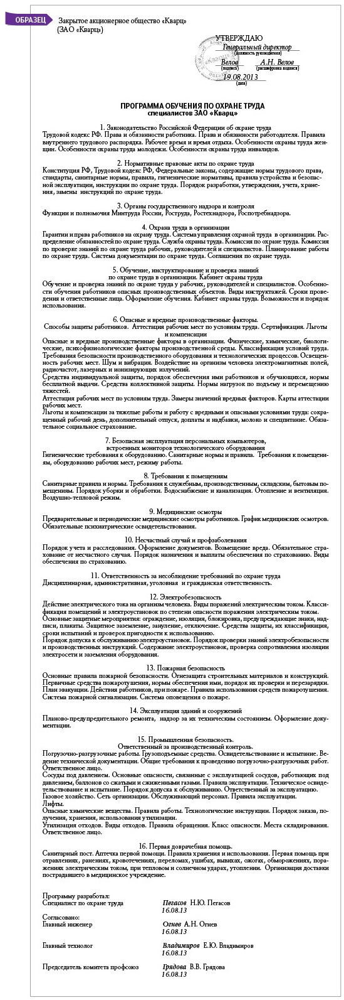 ОБРАЗЕЦ
Закрытое акционерное общество «Кварц»
(ЗАО «Кварц»)
УТВЕРЖДАЮ
Генеральный директор
(должность руководителя)
Велов А.Н. Велов
(подпись) (расшифровка подписи)
19.08.2013
(дата)
«Кварц»
ПРОГРАММА ОБУЧЕНИЯ ПО ОХРАНЕ ТРУДА
специалистов ЗАО «Кварц»
1. Законодательство Российской Федерации об охране труда
Трудовой кодекс РФ. Права и обязанности работника. Права и обязанности работодателя. Правила
внутреннего трудового распорядка. Рабочее время и время отдыха. Особенности охраны труда жен-
щин. Особенности охраны труда молодежи. Особенности охраны труда инвалидов.
2. Нормативные правовые акты по охране труда
Конституция РФ, Трудовой кодекс РФ, Федеральные законы, содержащие нормы трудового права,
стандарты, санитарные нормы, правила, гигиенические нормативы, правила устройства и безопас-
ной эксплуатации, инструкции по охране труда. Порядок разработки, утверждения, учета, хране-
ния, замены инструкций по охране труда.
3. Органы государственного надзора и контроля
Функции и полномочия Минтруда России, Роструда, Ростехнадзора, Роспотребнадзора.
4. Охрана труда в организации
Гарантии и права работников на охрану труда. Система управления охраной труда в организации. Рас-
пределение обязанностей по охране труда. Служба охраны труда. Комиссия по охране труда. Комиссия
по проверке знаний по охране труда рабочих, руководителей и специалистов. Планирование работы
по охране труда. Система документации по охране труда. Соглашения по охране труда.
5. Обучение, инструктирование и проверка знаний
по охране труда в организации. Кабинет охраны труда
Обучение и проверка знаний по охране труда у рабочих, руководителей и специалистов. Особенно-
сти обучения работников опасных производственных объектов. Виды инструктажей. Сроки прове-
дения и ответственные лица. Оформление обучения. Кабинет охраны труда. Возможности и порядок
использования.
6. Опасные и вредные производственные факторы.
Способы защиты работников. Аттестация рабочих мест по условиям труда. Сертификация. Льготы
и компенсации
Опасные и вредные производственные факторы в организации. Физические, химические, биологи-
ческие, психофизиологические факторы производственной среды. Классификация условий труда.
Требования безопасности производственного оборудования и технологических процессов. Освещен-
ность рабочих мест. Шум и вибрация. Воздействие на организм человека электромагнитных полей,
радиочастот, лазерных и ионизирующих излучений.
Средства индивидуальной защиты, порядок обеспечения ими работников и обучающихся, нормы
бесплатной выдачи. Средства коллективной защиты. Нормы нагрузок по подъему и перемещению
тяжестей.
Аттестация рабочих мест по условиям труда. Замеры значений вредных факторов. Карты аттестации
рабочих мест.
Льготы и компенсации за тяжелые работы и работу с вредными и опасными условиями труда: сокра-
щенный рабочий день, дополнительный отпуск, доплаты и надбавки, молоко и спецпитание. Обяза-
тельное социальное страхование.
7. Безопасная эксплуатация персональных компьютеров,
встроенных мониторов технологического оборудования
Гигиенические требования к оборудованию. Санитарные нормы и правила. Требования к помещени-
ям, оборудованию рабочих мест, режиму работы.
8. Требования к помещениям
Санитарные правила и нормы. Требования к служебным, производственным, складским, бытовым по-
мещениям. Порядок уборки и обработки. Водоснабжение и канализация. Отопление и вентиляция.
Воздушно-тепловой режим.
9. Медицинские осмотры
Предварительные и периодические медицинские осмотры работников. График медицинских осмотров.
Обязательные психиатрические освидетельствования.
10. Несчастный случай и профзаболевания
Порядок учета и расследования. Оформление документов. Возмещение вреда. Обязательное стра-
хование от несчастного случая. Порядок назначения и выплаты обеспечения по страхованию. Виды
обеспечения по страхованию.
11. Ответственность за несоблюдение требований по охране труда
Дисциплинарная, административная, уголовная и гражданская ответственность.
12. Электробезопасность
Действие электрического тока на организм человека. Виды поражений электрическим током. Класси-
фикация помещений и электроустановок по степени опасности поражения электрическим током.
Основные защитные мероприятия: ограждение, изоляция, блокировка, предупреждающие знаки, над-
писи, плакаты. Защитное заземление, зануление, отключение. Средства защиты, их классификация,
сроки испытаний и проверок пригодности к использованию.
Порядок допуска к обслуживанию электроустановок. Порядок проверки знаний электробезопасности
и производственных инструкций. Содержание электроустановок, проверка сопротивления изоляции
электросети и заземления оборудования.
13. Пожарная безопасность
Основные правила пожарной безопасности. Огнезащита строительных материалов и конструкций.
Первичные средства пожаротушения, нормы обеспечения ими, порядок их проверки и перезарядки.
План эвакуации. Действия работников, при пожаре. Правила использования средств пожаротушения.
Система пожарной сигнализации. Система оповещения о пожаре.
14. Эксплуатация зданий и сооружений
Планово-предупредительного ремонта, надзор за их техническим состоянием. Оформление доку-
ментации.
15. Промышленная безопасность.
Ответственный за производственный контроль.
Погрузочно-разгрузочные работы. Грузоподъемные средства. Освидетельствование и испытание. Ве-
дение технической документации. Общие требования к проведению погрузочно-разгрузочных работ.
Ответственное лицо.
Сосуды под давлением. Основные опасности, связанные с эксплуатацией сосудов, работающих под
давлением, баллонов со сжатыми и сжиженными газами. Правила эксплуатации. Техническое освиде-
тельствование и испытание. Порядок допуска к обслуживанию. Ответственный за эксплуатацию.
Газовое хозяйство. Сеть организации. Обслуживающий персонал. Правила эксплуатации.
Лифты.
Опасные химические вещества. Правила работы. Технологические инструкции. Порядок заказа, по-
лучения, хранения, использования утилизации.
Утилизация отходов. Виды отходов. Правила обращения. Класс опасности. Места складирования.
Ответственное лицо.
16. Первая доврачебная помощь.
Санитарный пост. Аптечка первой помощи. Правила хранения и использования. Первая помощь при
отравлениях, ранениях, кровотечениях, переломах, ушибах, вывихах, ожогах, обморожениях, пора-
жениях электрическим током, при тепловом и солнечном ударах, утоплении. Организация доставки
пострадавшего в медицинское учреждение.
Программу разработал:
Специалист по охране труда Пегасов Н.Ю. Пегасов
16.08.13
Согласовано:
Главный инженер Огнев А.Н. Огнев
16.08.13
Главный технолог Владимиров Е.Ю. Владимиров
16.08.13
Председатель комитета профсоюз Грядова В.В. Грядова
16.08.13